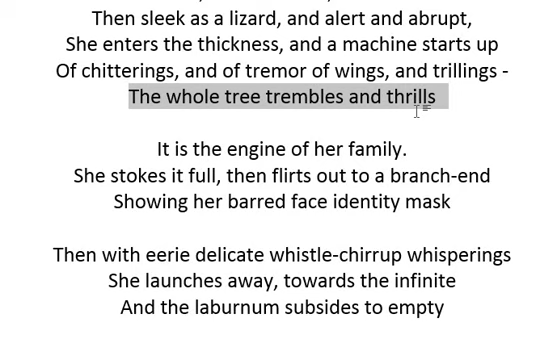 Then sleek as a lizard, and alert and abrupt,
She enters the thickness, and a machine starts up
Of chitterings, and of tremor of wings, and trillings -
The whole tree trembles and thrills
It is the engine of her family.
She stokes it full, then flirts out to a branch-end
Showing her barred face identity mask
Then with eerie delicate whistle-chirrup whisperings
She launches away, towards the infinite
And the laburnum subsides to empty